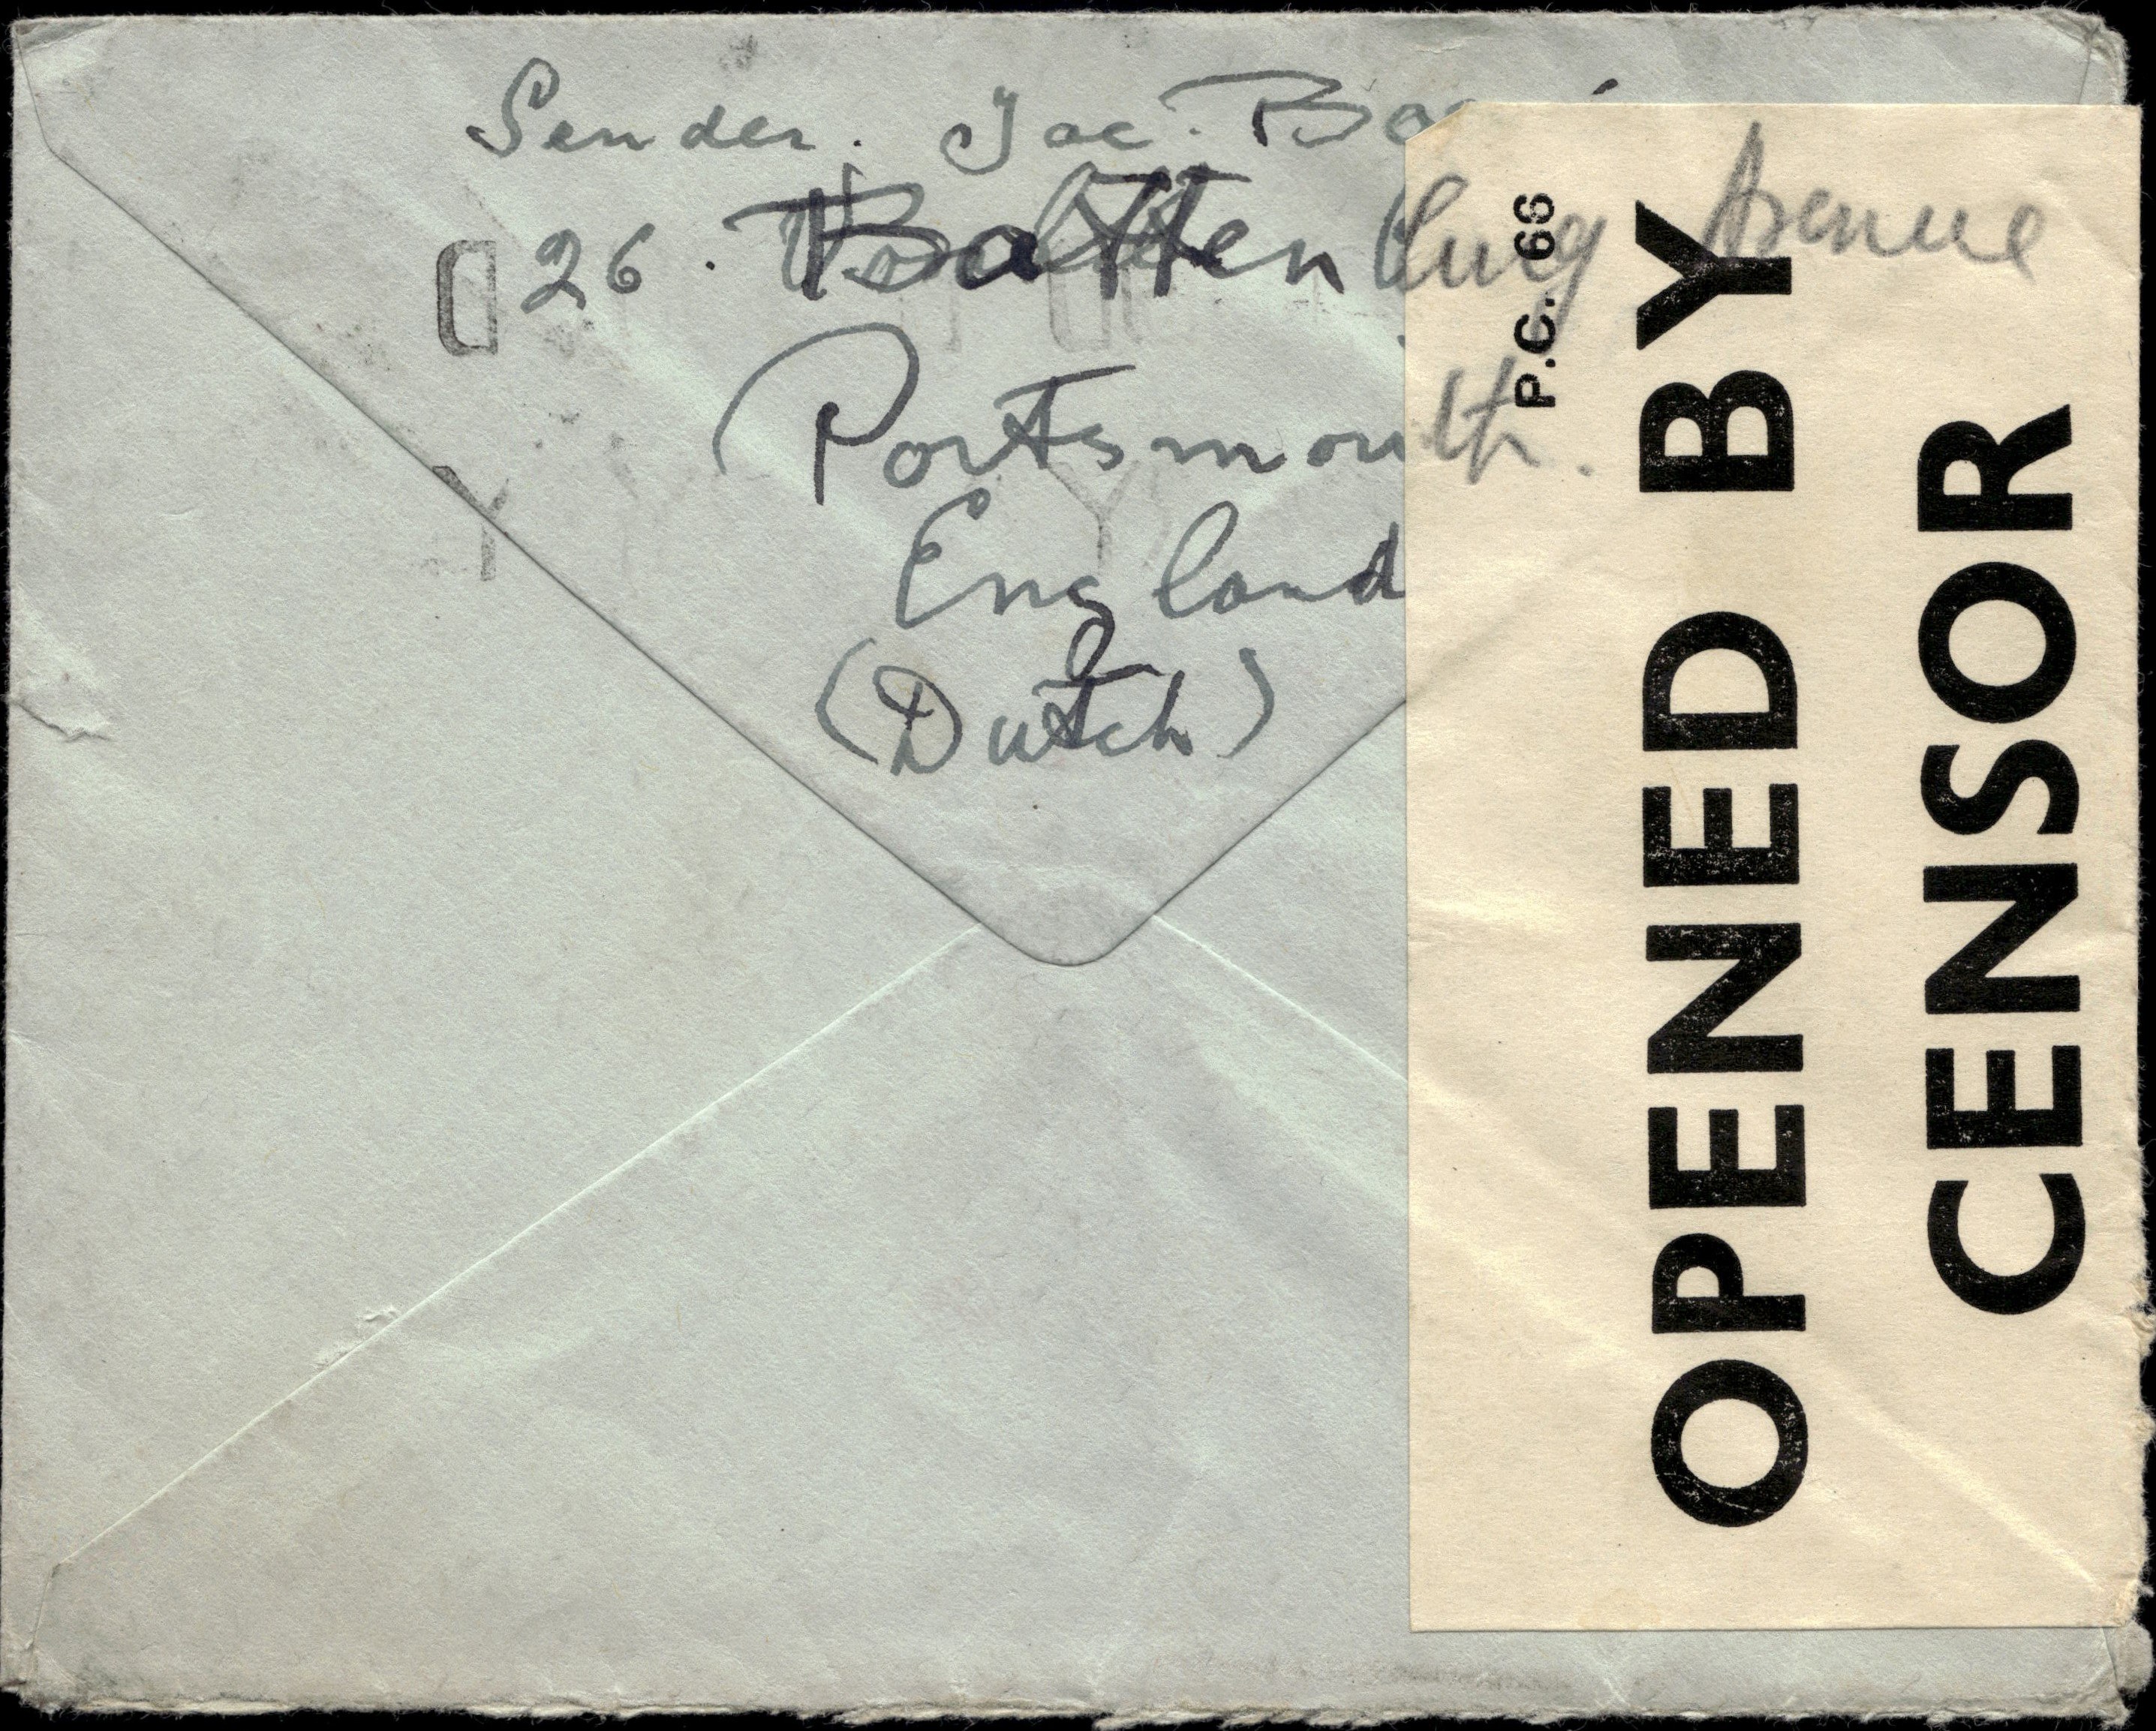 Sender. Jac. Bo
26. Battenburg Avenue
Portsmouth.
England
(Dutch)
P.C. 66
OPENED BY
CENSOR